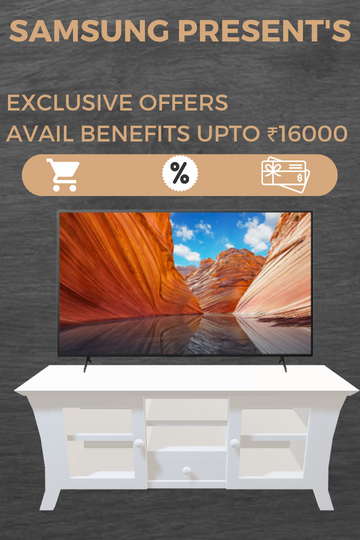 SAMSUNG PRESENT'S
EXCLUSIVE OFFERS
AVAIL BENEFITS UPTO ₹16000
%
$